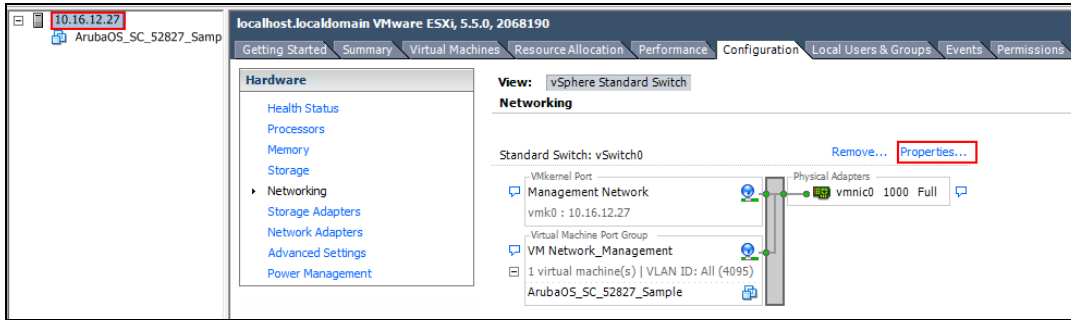 10.16.12.27
ArubaOS_SC_52827_Samp
localhost.localdomain VMware ESXi, 5.5.0, 2068190
Getting Started Summary Virtual Machines Resource Allocation Performance Configuration Local Users & Groups Events Permissions
Hardware
Health Status
Processors
Memory
Storage
Networking
Storage Adapters
Network Adapters
Advanced Settings
Power Management
View: vSphere Standard Switch
Networking
Standard Switch: vSwitch0 Remove... Properties...
VMkernel Port
Management Network
vmk0 : 10.16.12.27
Virtual Machine Port Group
VM Network_Management
1 virtual machine(s) | VLAN ID: All (4095)
ArubaOS_SC_52827_Sample
Physical Adapters
vmnic0 1000 Full